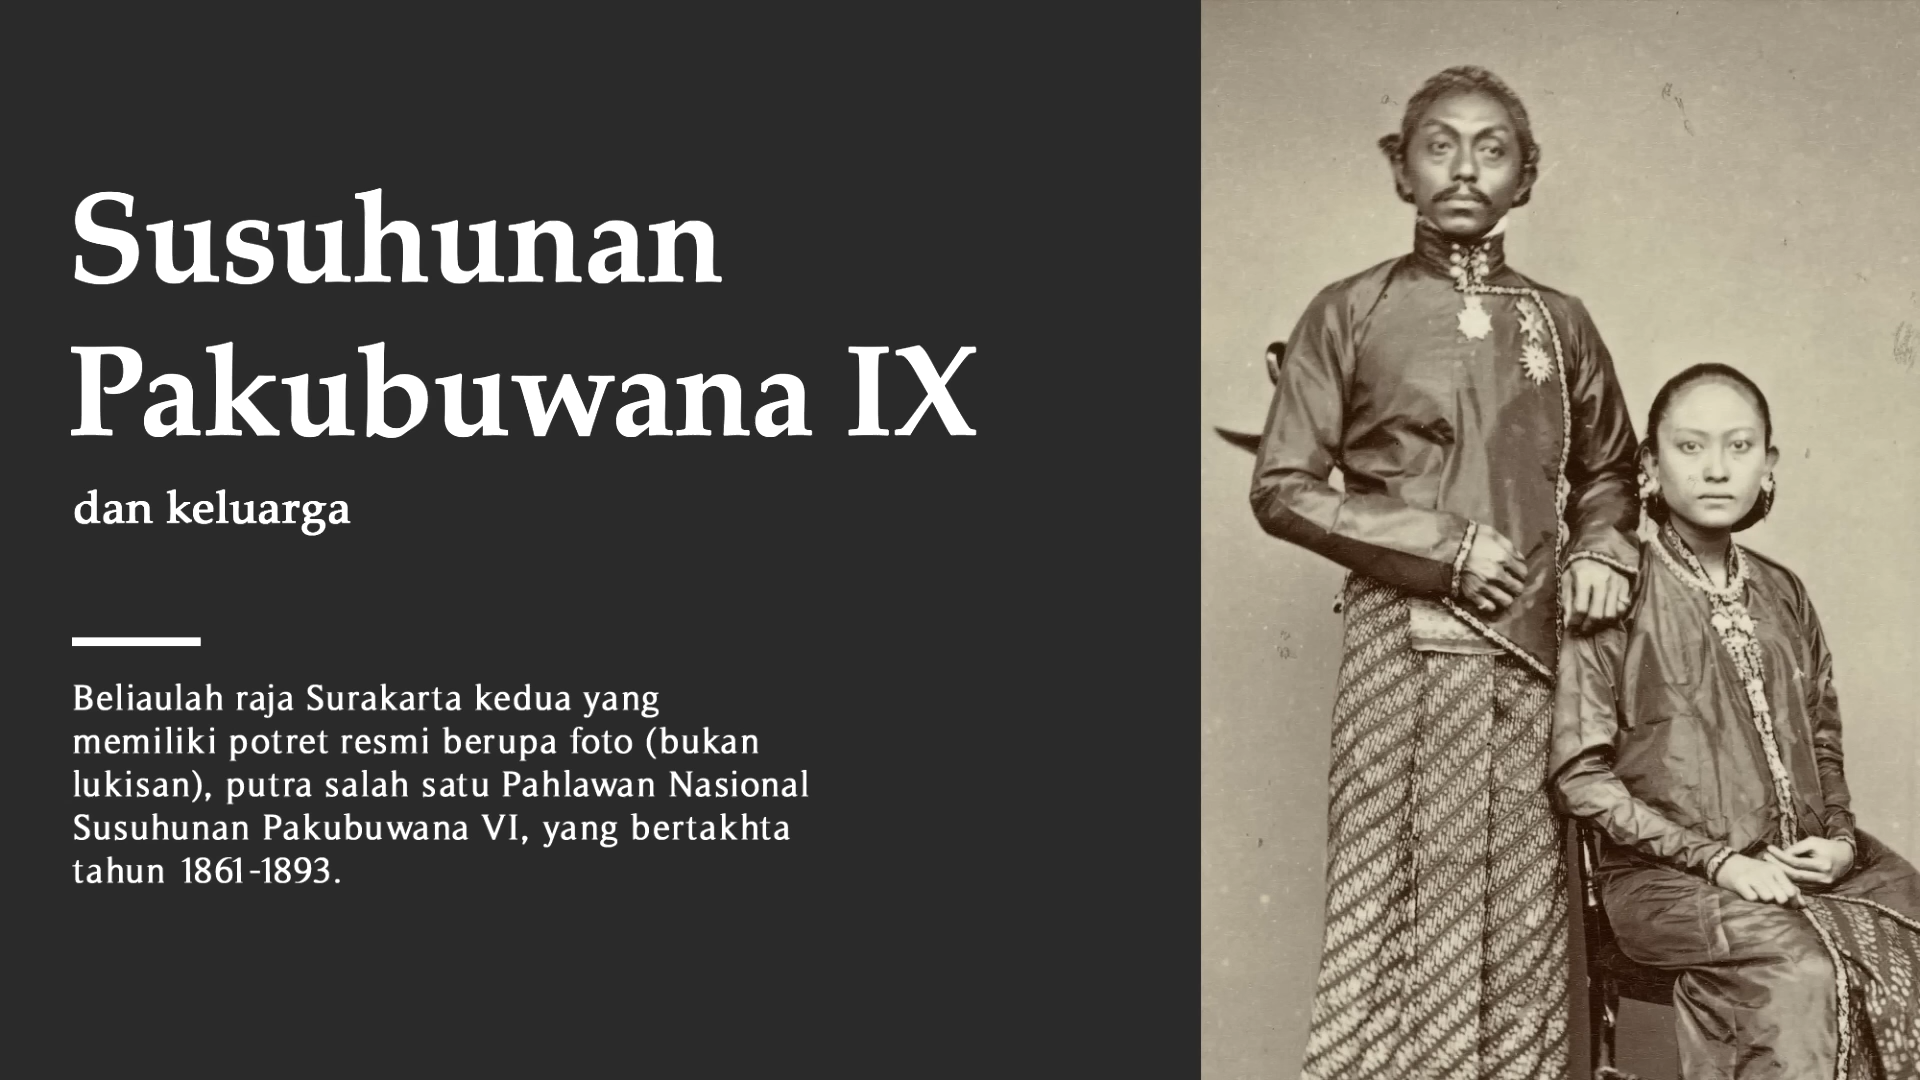 Susuhunan
Pakubuwana IX
dan keluarga
Beliaulah raja Surakarta kedua yang
memiliki potret resmi berupa foto (bukan
lukisan), putra salah satu Pahlawan Nasional
Susuhunan Pakubuwana VI, yang bertakhta
tahun 1861-1893.